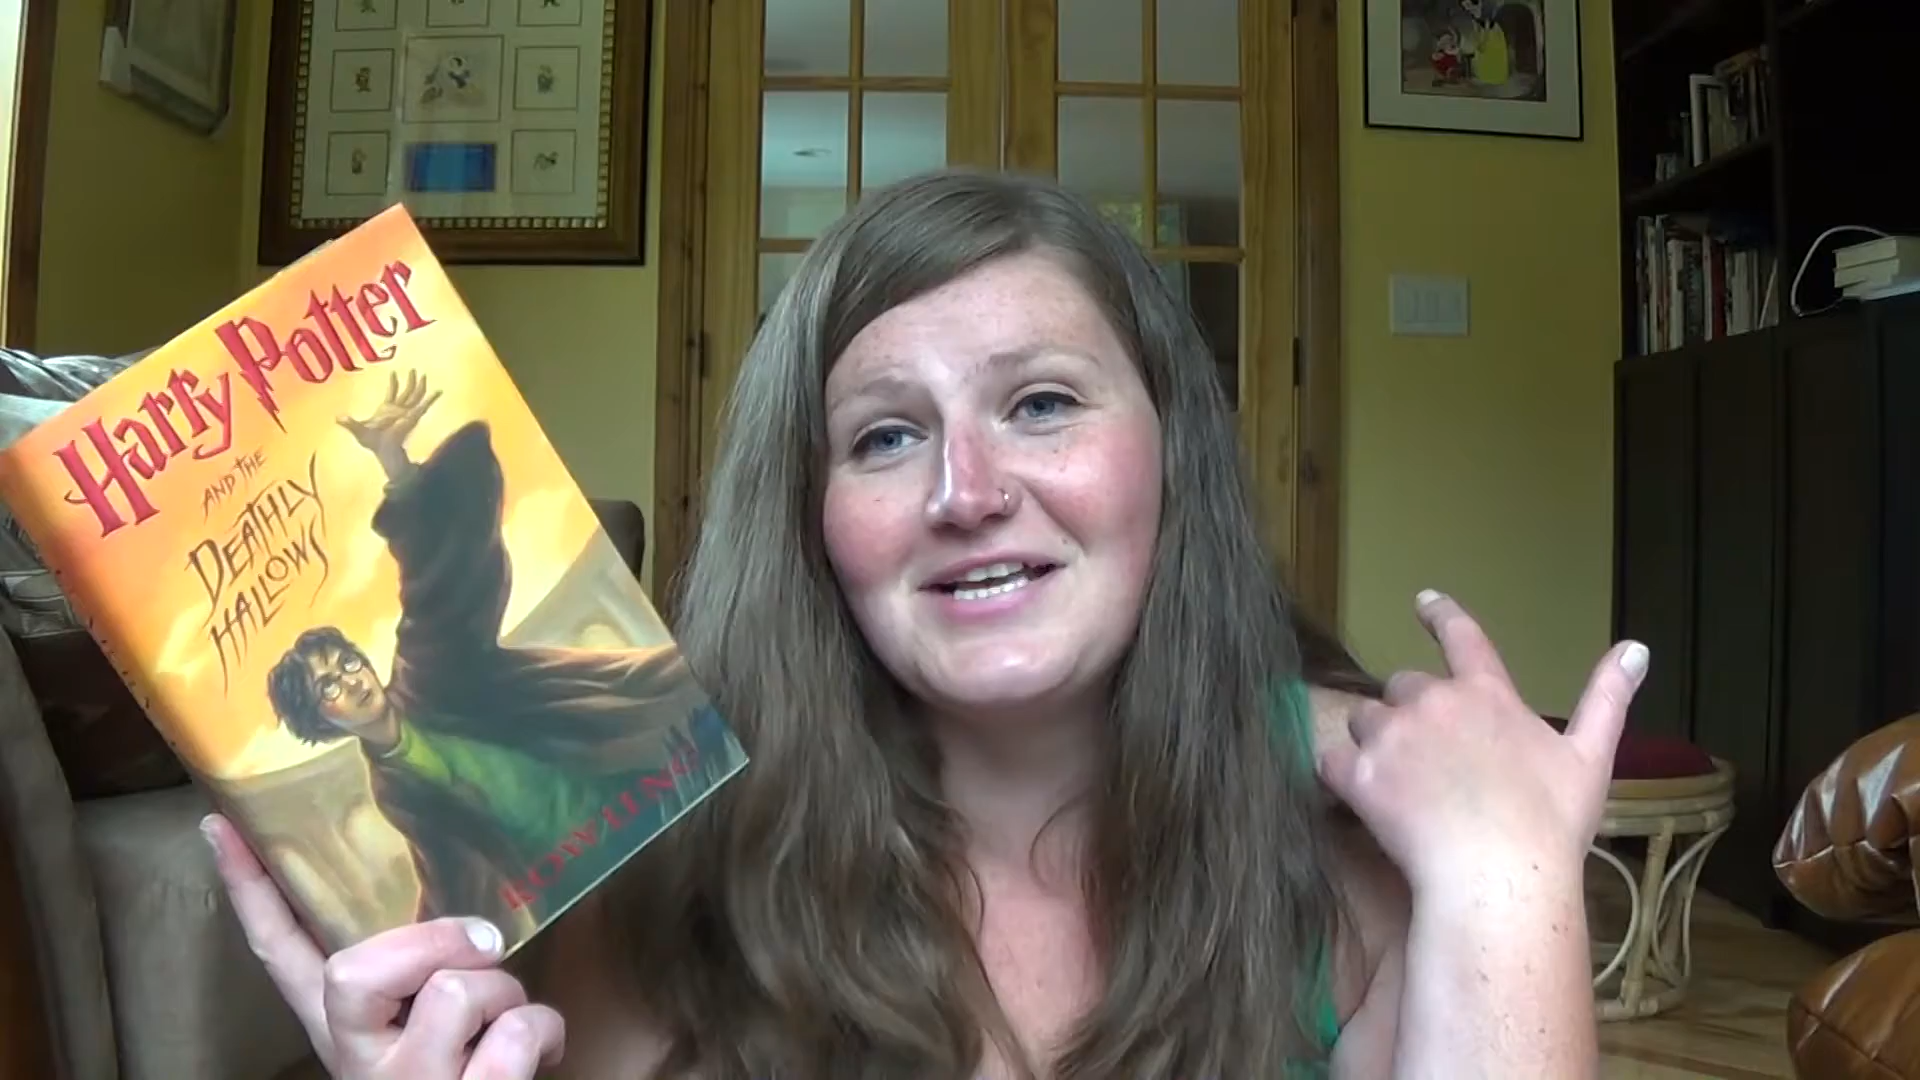 Harry Potter
AND THE
DEATHLY
HALLOWS
ROWLING